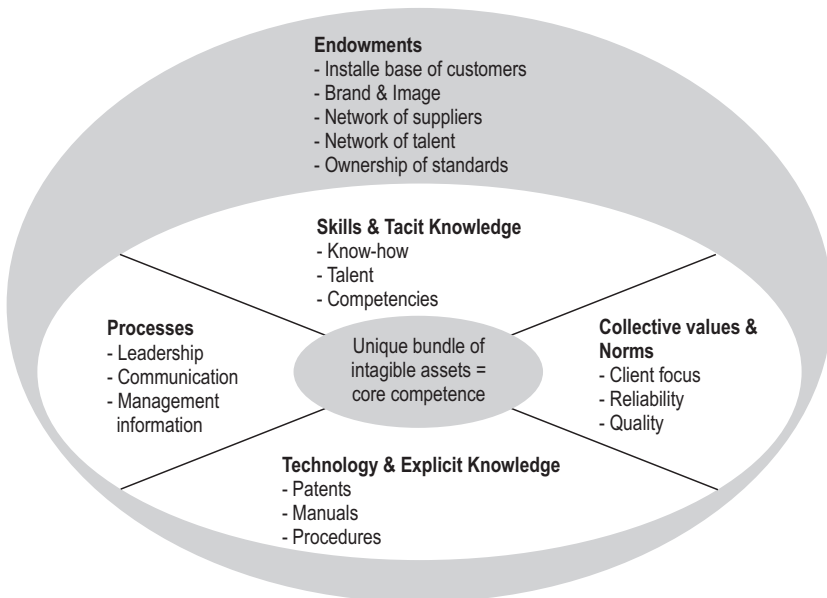 Endowments
- Installe base of customers
- Brand & Image
- Network of suppliers
- Network of talent
- Ownership of standards
Skills & Tacit Knowledge
- Know-how
- Talent
- Competencies
Processes
- Leadership
- Communication
- Management
information
Unique bundle of
intagible assets =
core competence
Collective values &
Norms
- Client focus
- Reliability
- Quality
Technology & Explicit Knowledge
- Patents
- Manuals
- Procedures